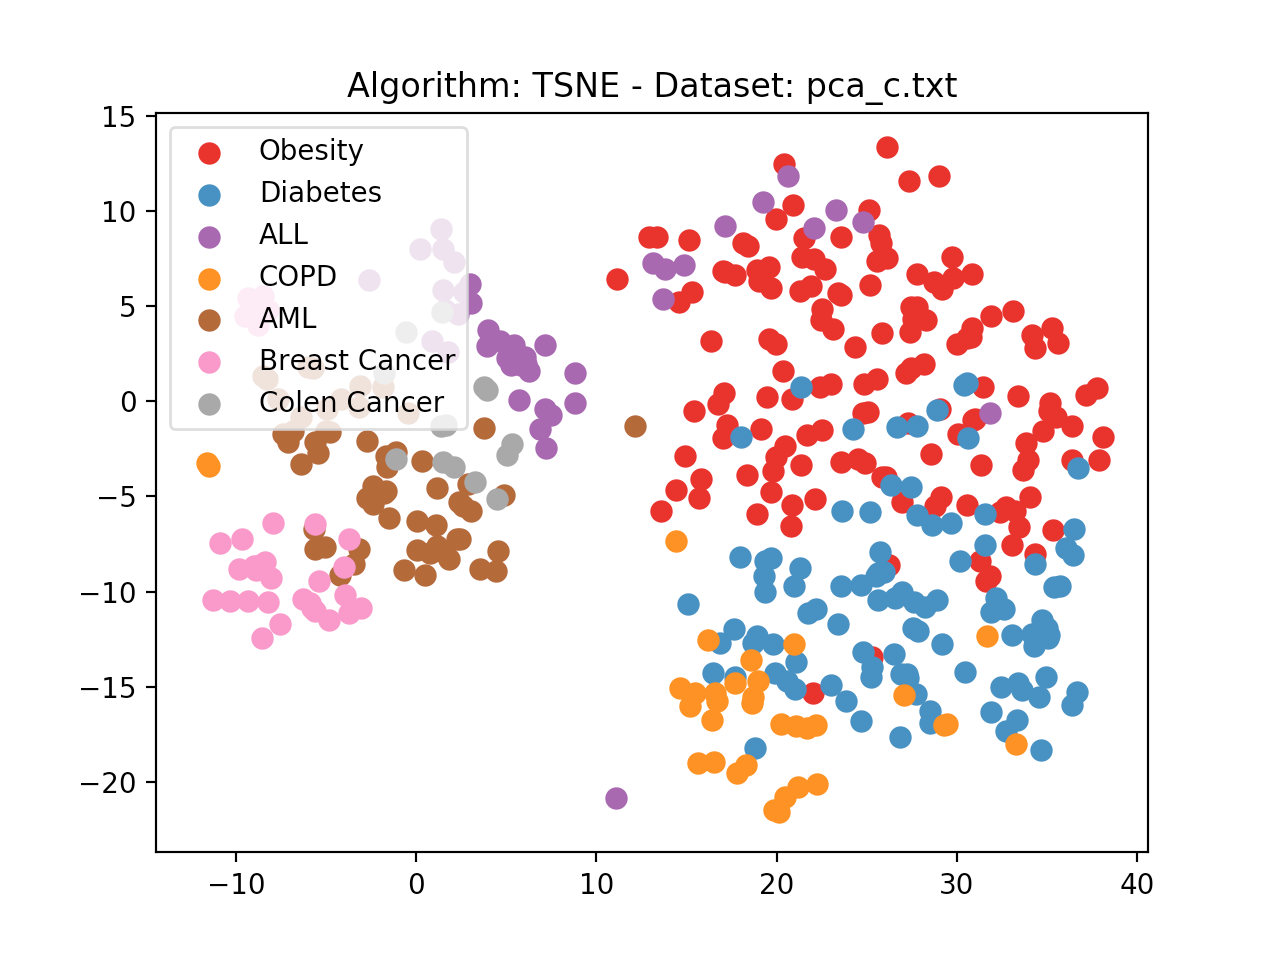 Algorithm: TSNE - Dataset: pca_c.txt
15
10
5
0
−5
−10
−15
−20
Obesity
Diabetes
ALL
COPD
AML
Breast Cancer
Colen Cancer
−10 0 10 20 30 40